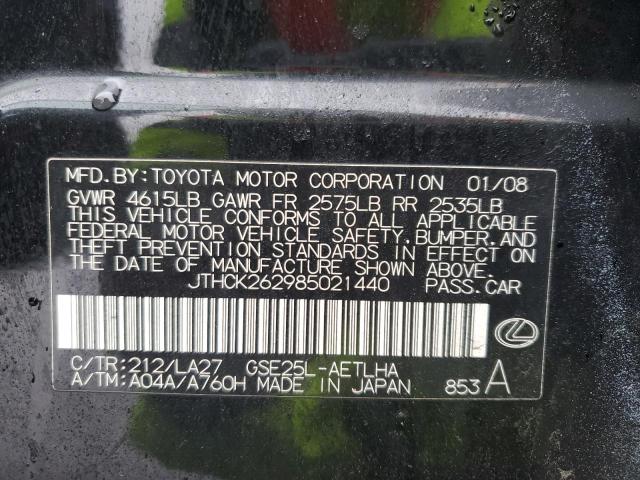 MFD. BY: TOYOTA MOTOR CORPORATION 01/08
GVWR 4615LB GAWR FR 2575LB RR 2535LB
THIS VEHICLE CONFORMS TO ALL APPLICABLE
FEDERAL MOTOR VEHICLE SAFETY, BUMPER, AND
THEFT PREVENTION STANDARDS IN EFFECT ON
THE DATE OF MANUFACTURE SHOWN ABOVE.
JTHCK262985021440 PASS. CAR
C/TR: 212/LA27 GSE25L-AETLHA
A/TM: A04A/A760H MADE IN JAPAN 853 A